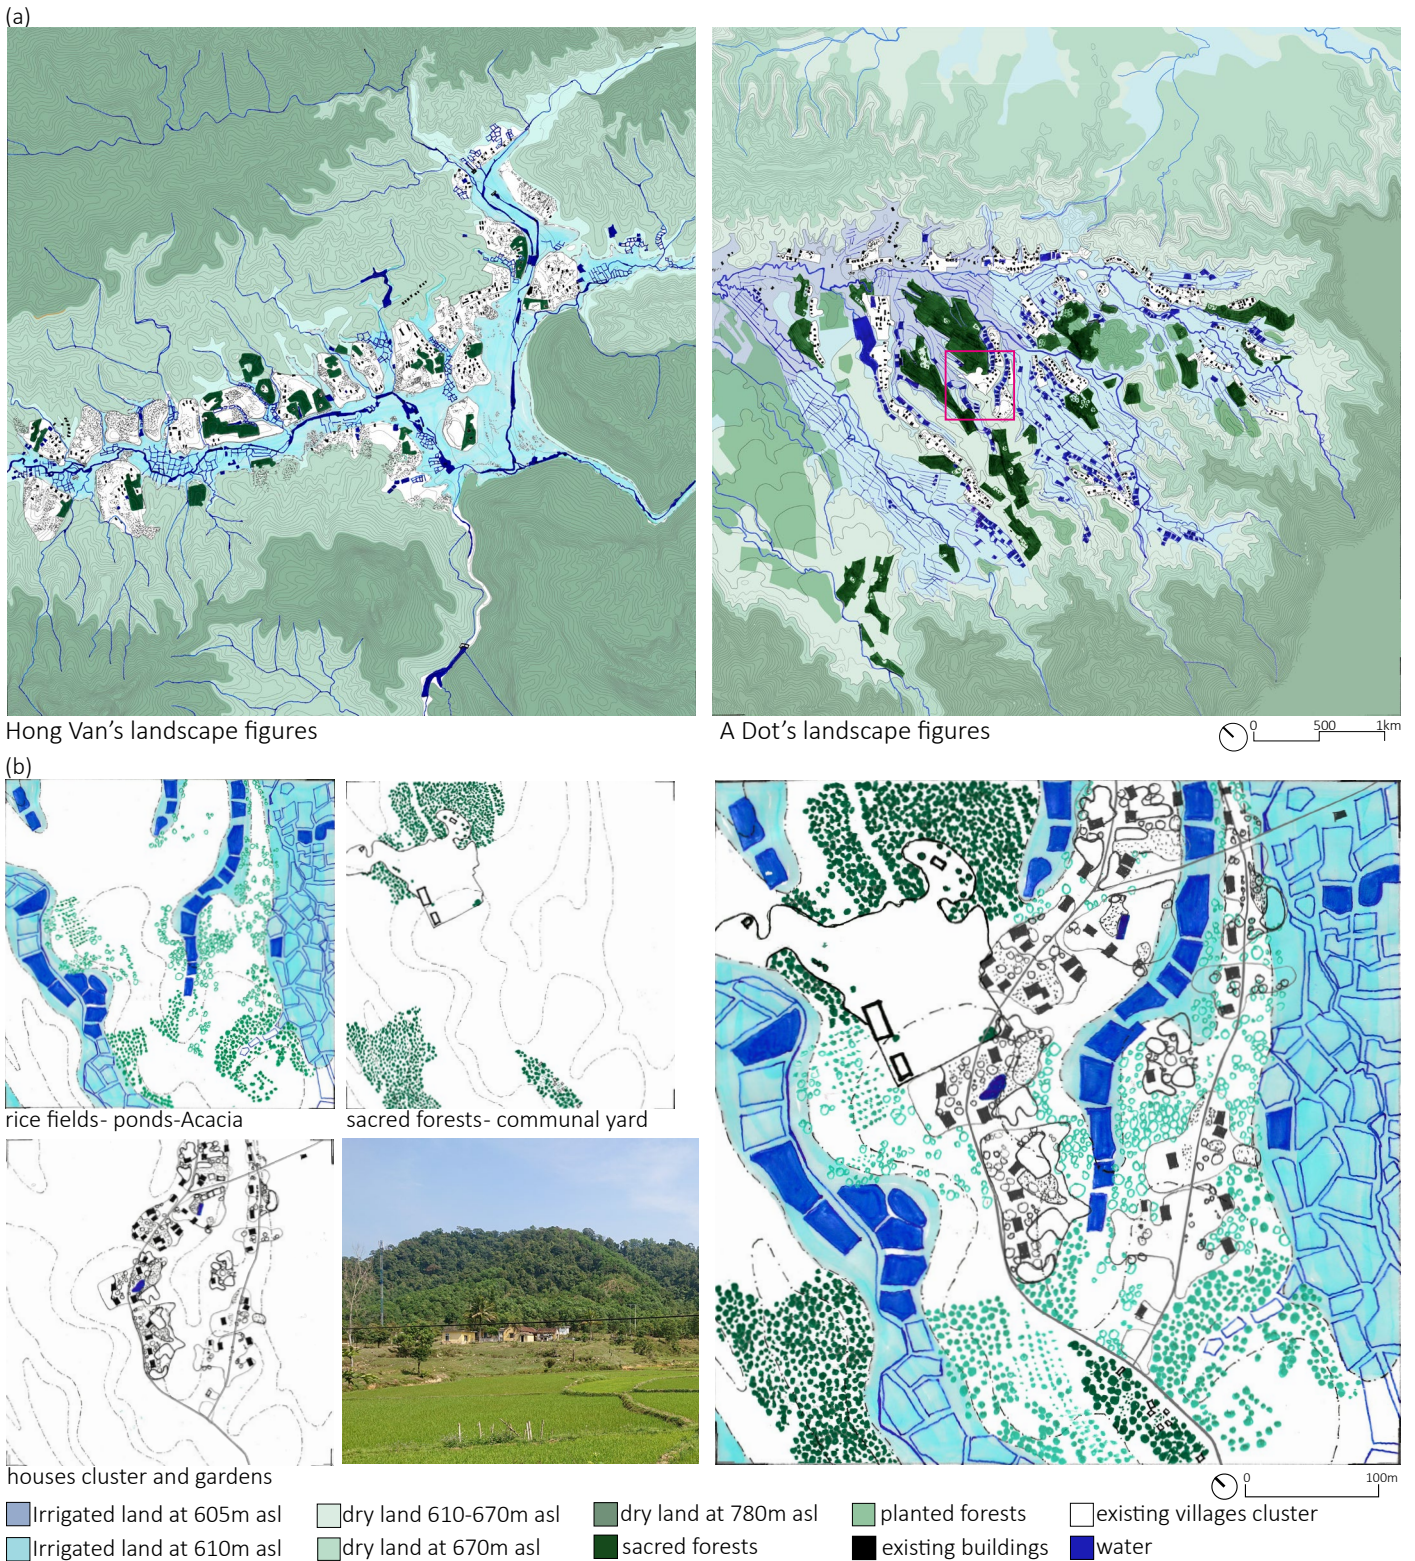 (a)
Hong Van's landscape figures
A Dot's landscape figures
0 500 1km
(b)
rice fields- ponds-Acacia
sacred forests- communal yard
houses cluster and gardens
0 100m
Irrigated land at 605m asl
dry land 610-670m asl
dry land at 780m asl
planted forests
existing villages cluster
Irrigated land at 610m asl
dry land at 670m asl
sacred forests
existing buildings
water